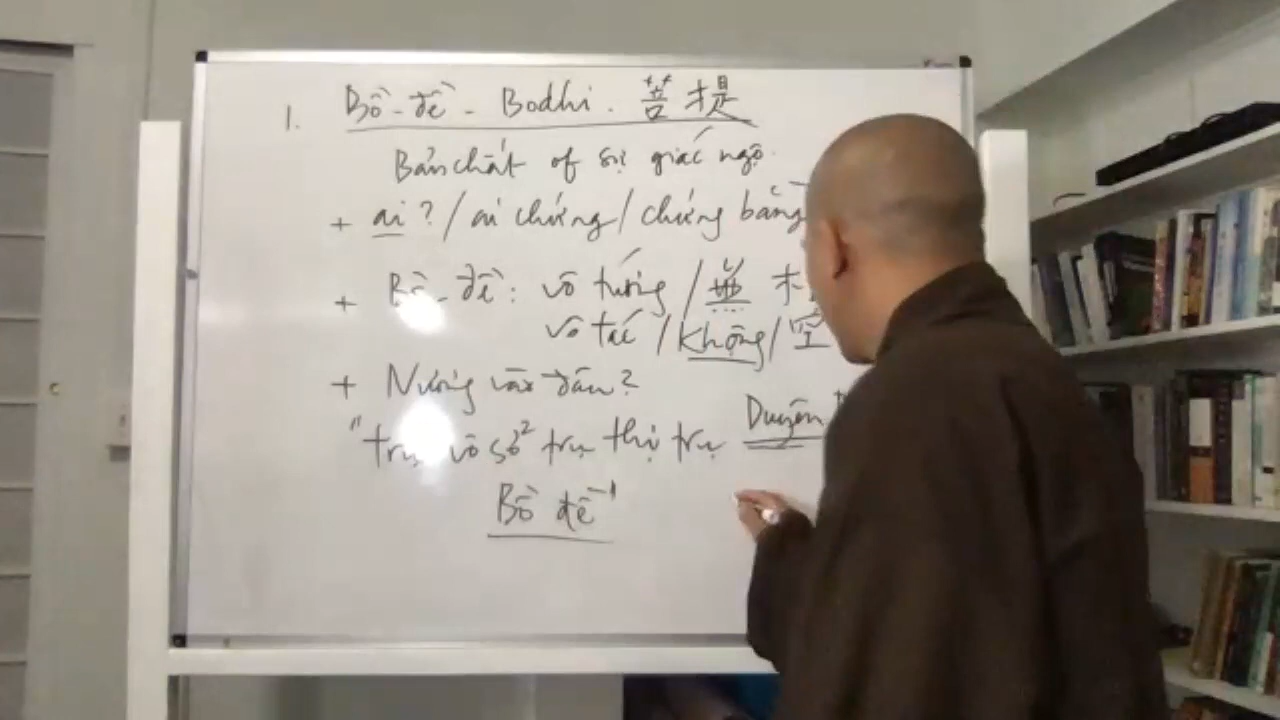 1. Bồ-đề - Bodhi. 菩提
Bản chất of sự giác ngộ.
+ ai? / ai chứng / chứng bằng
+ Bồ-đề: vô tướng / 無
vô tác / không / 空
+ Nương vào đâu?
Duyên
"trụ vô sở² trụ thị trụ
Bồ đề